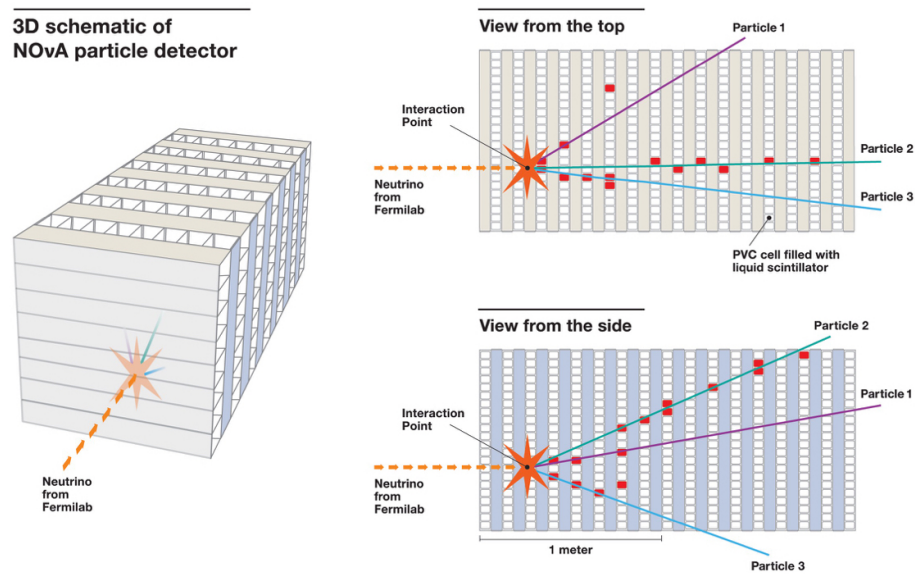 3D schematic of
NOvA particle detector
Neutrino
from
Fermilab
View from the top
Particle 1
Interaction
Point
Particle 2
Neutrino
from
Fermilab
Particle 3
PVC cell filled with
liquid scintillator
View from the side
Particle 2
Particle 1
Interaction
Point
Neutrino
from
Fermilab
1 meter
Particle 3